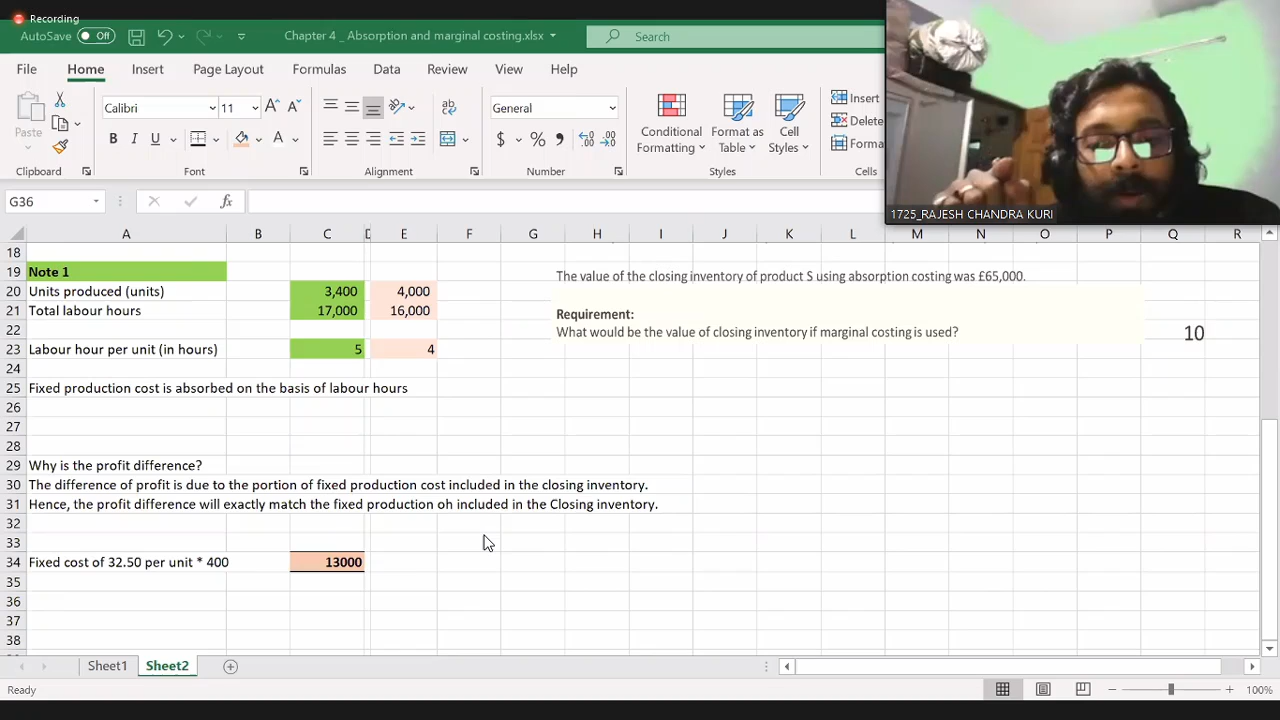 Recording
AutoSave Off
Chapter 4 _ Absorption and marginal costing.xlsx
Search
File Home Insert Page Layout Formulas Data Review View Help
Paste
Calibri 11
B I U A
General
$ % 9
Conditional Formatting
Format as Table
Cell Styles
Insert
Delete
Forma
Clipboard Font Alignment Number Styles Cells
1725_RAJESH CHANDRA KURI
G36 fx
A B C D E F G H I J K L M N O P Q R
18
19 Note 1
The value of the closing inventory of product S using absorption costing was £65,000.
20 Units produced (units) 3,400 4,000
21 Total labour hours 17,000 16,000
Requirement:
22
What would be the value of closing inventory if marginal costing is used? 10
23 Labour hour per unit (in hours) 5 4
24
25 Fixed production cost is absorbed on the basis of labour hours
26
27
28
29 Why is the profit difference?
30 The difference of profit is due to the portion of fixed production cost included in the closing inventory.
31 Hence, the profit difference will exactly match the fixed production oh included in the Closing inventory.
32
33
34 Fixed cost of 32.50 per unit * 400 13000
35
36
37
38
Sheet1 Sheet2
Ready 100%